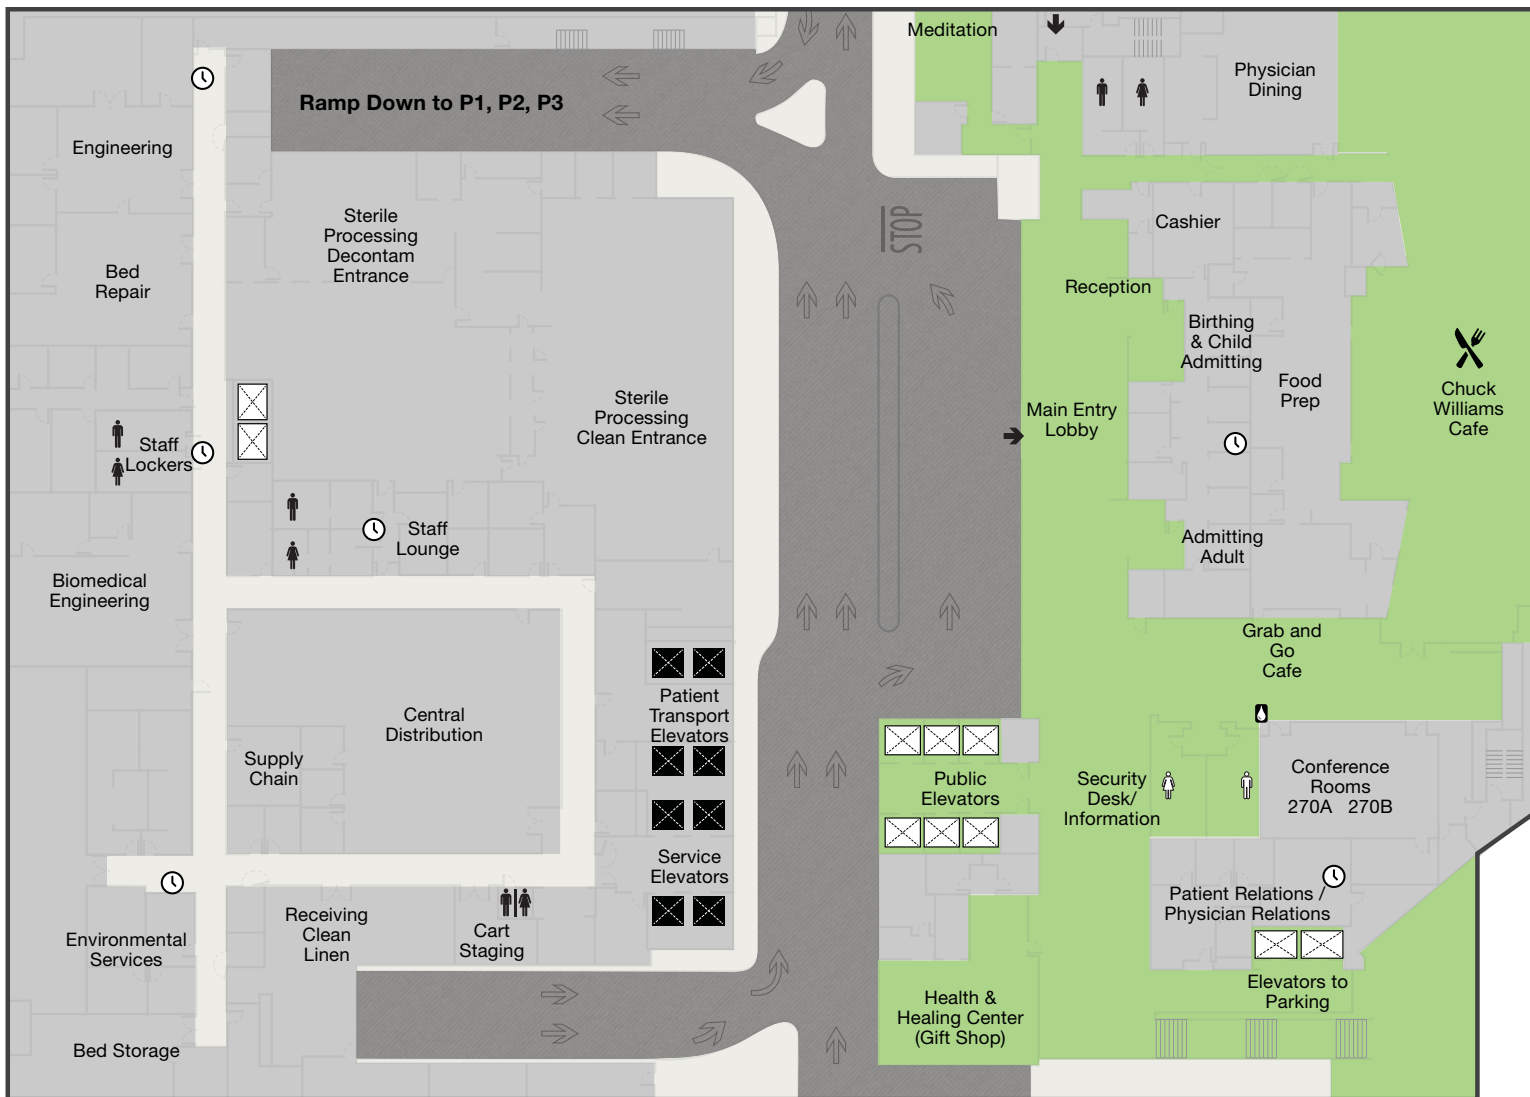 Meditation
Physician
Dining
Ramp Down to P1, P2, P3
Engineering
Sterile
Processing
Decontam
Entrance
STOP
Cashier
Bed
Repair
Reception
Birthing
& Child
Admitting
Food
Prep
Chuck
Williams
Cafe
Sterile
Processing
Clean Entrance
Main Entry
Lobby
Staff
Lockers
Staff
Lounge
Admitting
Adult
Biomedical
Engineering
Grab and
Go
Cafe
Patient
Transport
Elevators
Central
Distribution
Supply
Chain
Public
Elevators
Security
Desk/
Information
Conference
Rooms
270A 270B
Service
Elevators
Patient Relations /
Physician Relations
Receiving
Clean
Linen
Cart
Staging
Environmental
Services
Elevators to
Parking
Health &
Healing Center
(Gift Shop)
Bed Storage